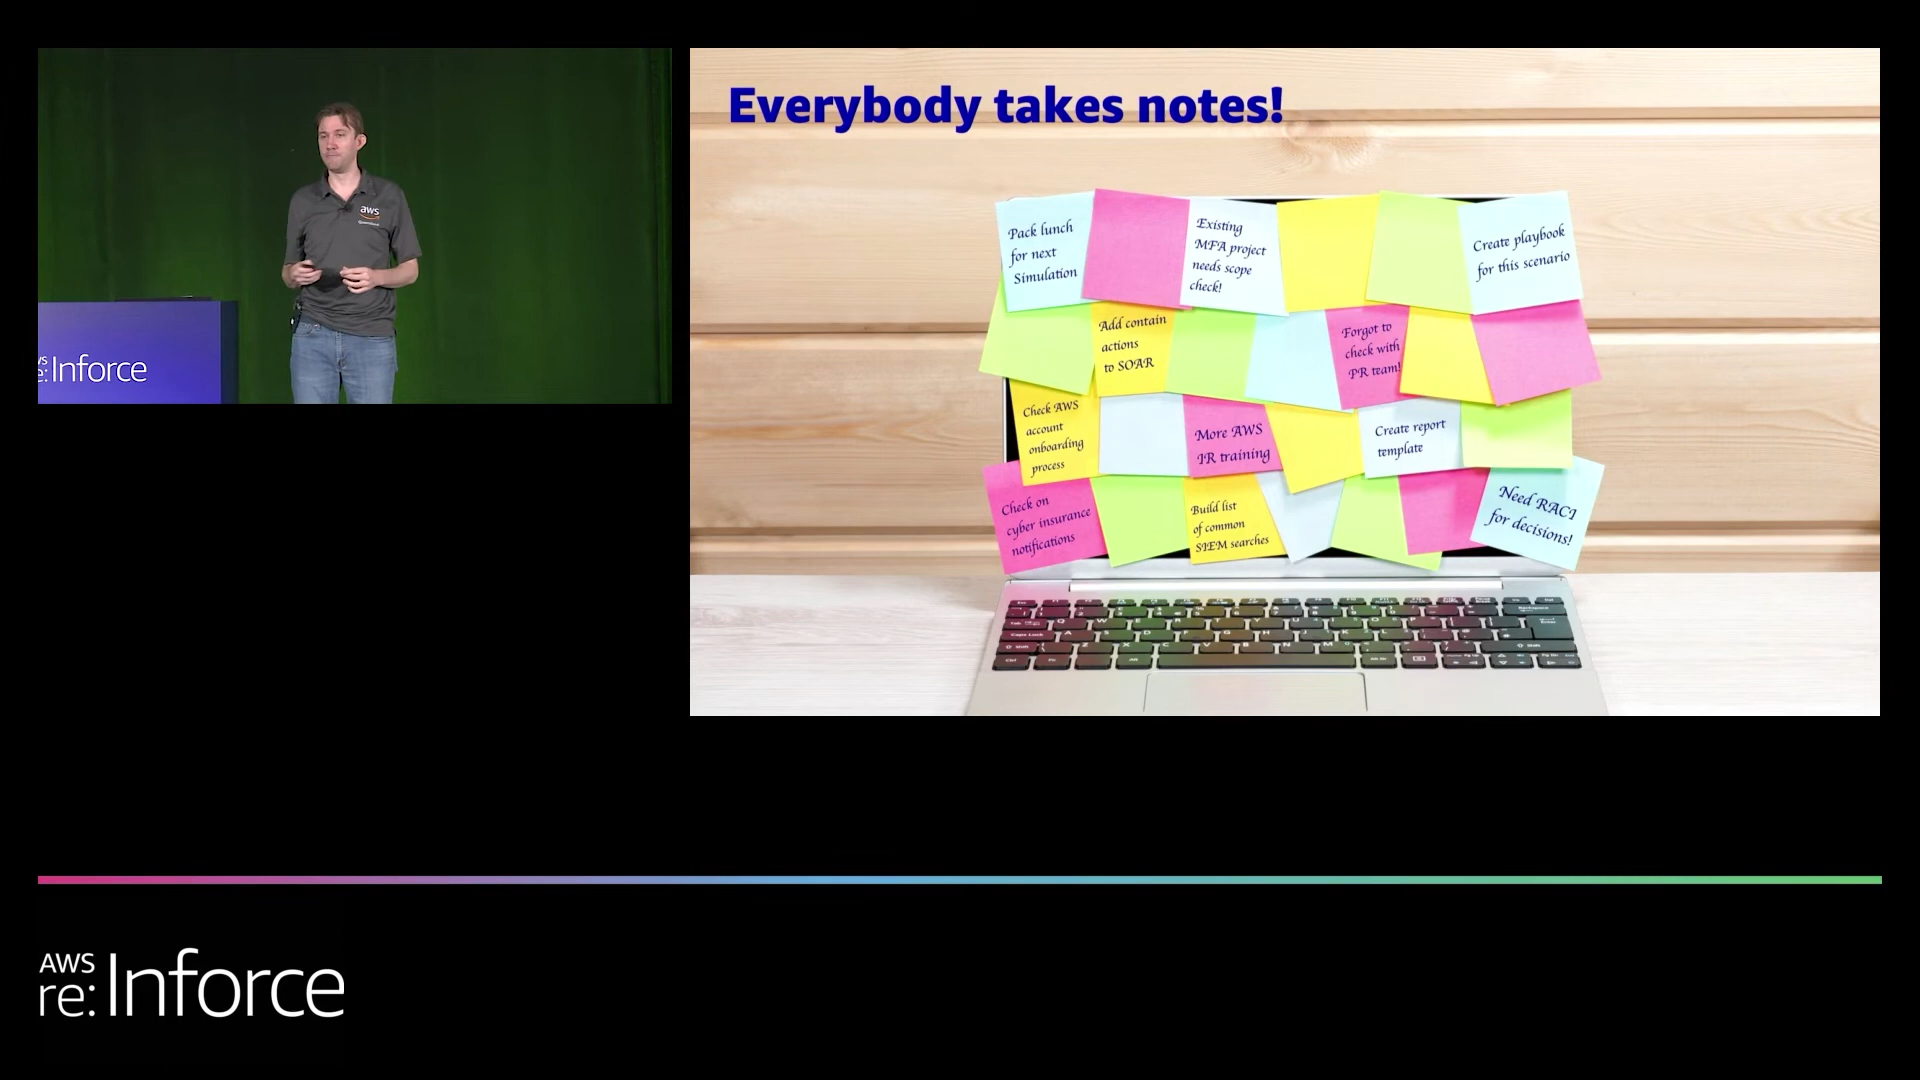 Everybody takes notes!
aws
re:Inforce
Pack lunch
for next
Simulation
Existing
MFA project
needs scope
check!
Create playbook
for this scenario
Add contain
actions
to SOAR
Forgot to
check with
PR team!
Check AWS
account
onboarding
process
More AWS
IR training
Create report
template
Check on
cyber insurance
notifications
Build list
of common
SIEM searches
Need RACI
for decisions!
AWS
re:Inforce